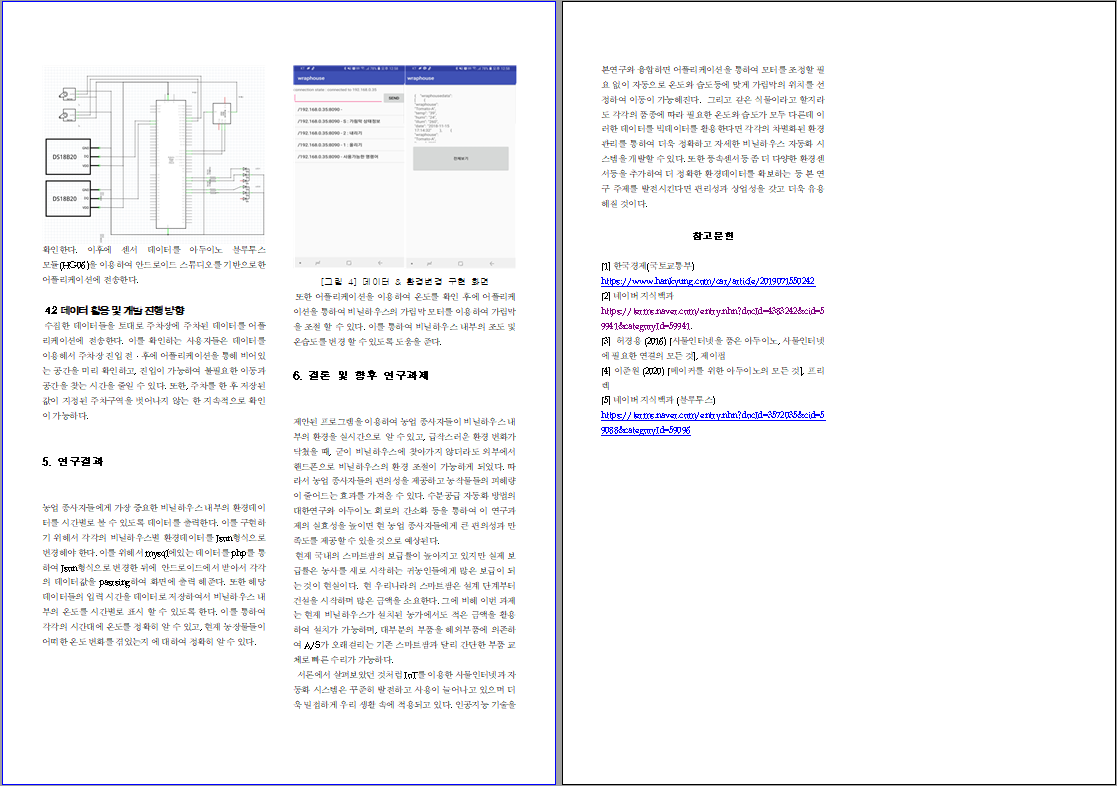 DS18B20
DS18B20
확인한다. 이후에 센서 데이터를 아두이노 블루투스
모듈(HC06)을 이용하여 안드로이드 스튜디오를 기반으로한
어플리케이션에 전송한다.
4.2 데이터 활용 및 개발 진행 방향
수집한 데이터들을 토대로 주차장에 주차된 데이터를 어플
리케이션에 전송한다. 이를 확인하는 사용자들은 데이터를
이용해서 주차장 진입 전·후에 어플리케이션을 통해 비어있
는 공간을 미리 확인하고, 진입이 가능하여 불필요한 이동과
공간을 찾는 시간을 줄일 수 있다. 또한, 주차를 한 후 저장된
값이 지정된 주차구역을 벗어나지 않는 한 지속적으로 확인
이 가능하다.
5. 연구결과
농업 종사자들에게 가장 중요한 비닐하우스 내부의 환경데이
터를 시간별로 볼 수 있도록 데이터를 출력한다. 이를 구현하
기 위해서 각각의 비닐하우스별 환경데이터를 Json형식으로
변경해야 한다. 이를 위해서 mysql에있는 데이터를 php를 통
하여 Json형식으로 변경한 뒤에 안드로이드에서 받아서 각각
의 데이터값을 passing하여 화면에 출력 해준다. 또한 해당
데이터들의 입력 시간을 데이터로 저장하여서 비닐하우스 내
부의 온도를 시간별로 표시 할 수 있도록 한다. 이를 통하여
각각의 시간대에 온도를 정확히 알 수 있고, 현재 농장물들이
어떠한 온도 변화를 겪었는지 에 대하여 정확히 알 수 있다.
wraphouse
wraphouse
connection state : connected to 192.168.0.35
SEND
/192.168.0.35:8090 -
/192.168.0.35:8090 - 5 : 가림막 상태정보
/192.168.0.35:8090 - 2 : 내리기
/192.168.0.35:8090 - 1 : 올리기
/192.168.0.35:8090 - 사용가능한 명령어
전체보기
[그림 4] 데이터 & 환경변경 구현 화면
또한 어플리케이션을 이용하여 온도를 확인 후에 어플리케
이션을 통하여 비닐하우스의 가림막 모터를 이용하여 가림막
을 조절 할 수 있다. 이를 통하여 비닐하우스 내부의 조도 및
온습도를 변경 할 수 있도록 도움을 준다.
6. 결론 및 향후 연구과제
제안된 프로그램을 이용하여 농업 종사자들이 비닐하우스 내
부의 환경을 실시간으로 알 수 있고, 급작스러운 환경 변화가
닥쳤을 때, 굳이 비닐하우스에 찾아가지 않더라도 외부에서
핸드폰으로 비닐하우스의 환경 조절이 가능하게 되었다. 따
라서 농업 종사자들의 편의성을 제공하고 농작물들의 피해량
이 줄어드는 효과를 가져올 수 있다. 수분공급 자동화 방법의
대한연구와 아두이노 회로의 간소화 등을 통하여 이 연구과
제의 실효성을 높이면 현 농업 종사자들에게 큰 편의성과 만
족도를 제공할 수 있을것으로 예상된다.
현재 국내의 스마트팜의 보급률이 높아지고 있지만 실제 보
급률은 농사를 새로 시작하는 귀농인들에게 많은 보급이 되
는 것이 현실이다. 현 우리나라의 스마트팜은 설계 단계부터
건설을 시작하며 많은 금액을 소요한다. 그에 비해 이번 과제
는 현재 비닐하우스가 설치된 농가에서도 적은 금액을 활용
하여 설치가 가능하며, 대부분의 부품을 해외부품에 의존하
여 A/S가 오래걸리는 기존 스마트팜과 달리 간단한 부품 교
체로 빠른 수리가 가능하다.
서론에서 살펴보았던 것처럼 IoT를 이용한 사물인터넷과 자
동화 시스템은 꾸준히 발전하고 사용이 늘어나고 있으며 더
욱 밀접하게 우리 생활 속에 적용되고 있다. 인공지능 기술을
본연구와 융합하면 어플리케이션을 통하여 모터를 조정할 필
요 없이 자동으로 온도와 습도등에 맞게 가림막의 위치를 선
정하여 이동이 가능해진다. 그리고 같은 식물이라고 할지라
도 각각의 품종에 따라 필요한 온도와 습도가 모두 다른데 이
러한 데이터를 빅데이터를 활용한다면 각각의 차별화된 환경
관리를 통하여 더욱 정확하고 자세한 비닐하우스 자동화 시
스템을 개발할 수 있다. 또한 풍속센서등 좀 더 다양한 환경센
서등을 추가하여 더 정확한 환경데이터를 확보하는 등 본 연
구 주제를 발전시킨다면 편리성과 상업성을 갖고 더욱 유용
해질 것이다.
참고문헌
[1] 한국경제(국토교통부)
https://www.hankyung.com/car/article/2019071550242
[2] 네이버 지식백과
https://terms.naver.com/entry.nhn?docId=4383242&cid=5
9941&categoryId=59941.
[3] 허경용 (2016) 「사물인터넷을 품은 아두이노, 사물인터넷
에 필요한 연결의 모든 것」, 제이펍
[4] 이준원 (2020) 「메이커를 위한 아두이노의 모든 것」, 프리
렉
[5] 네이버 지식백과 (블루투스)
https://terms.naver.com/entry.nhn?docId=3572035&cid=5
9088&categoryId=59096